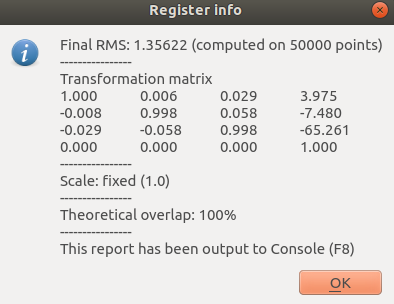 Register info
Final RMS: 1.35622 (computed on 50000 points)
----------------
Transformation matrix
1.000 0.006 0.029 3.975
-0.008 0.998 0.058 -7.480
-0.029 -0.058 0.998 -65.261
0.000 0.000 0.000 1.000
----------------
Scale: fixed (1.0)
----------------
Theoretical overlap: 100%
----------------
This report has been output to Console (F8)
OK